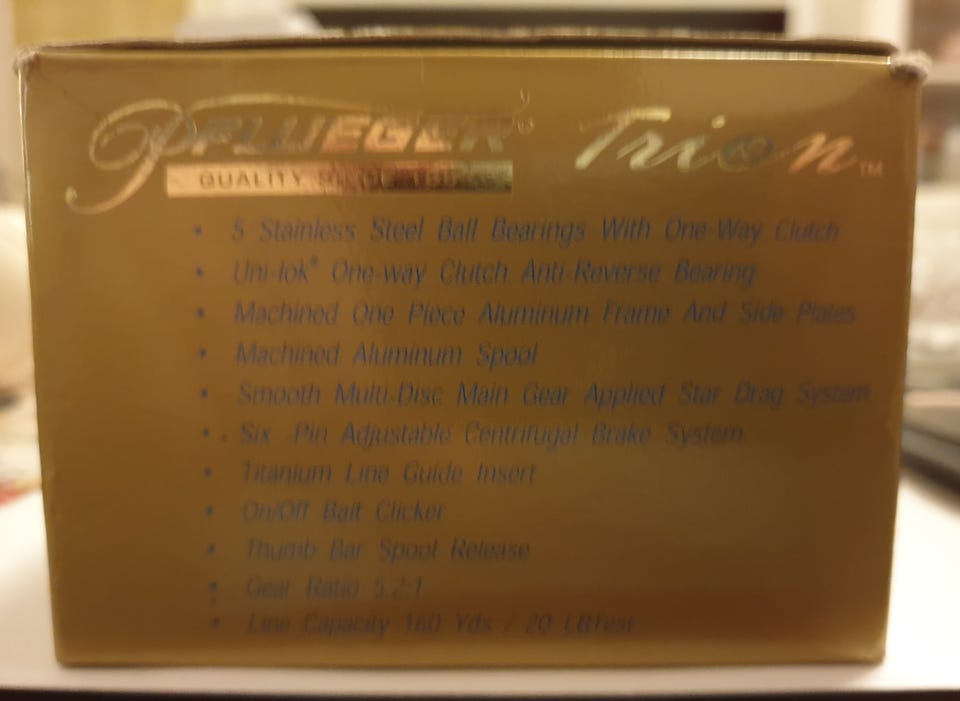 PFLUEGER® Trion™
QUALITY
• 5 Stainless Steel Ball Bearings With One-Way Clutch
• Uni-lok® One-way Clutch Anti-Reverse Bearing
• Machined One Piece Aluminum Frame And Side Plates
• Machined Aluminum Spool
• Smooth Multi-Disc Main Gear Applied Star Drag System
• Six -Pin Adjustable Centrifugal Brake System
• Titanium Line Guide Insert
• On/Off Bait Clicker
• Thumb Bar Spool Release
• Gear Ratio 5.2:1
• Line Capacity 160 Yds / 20 LBTest